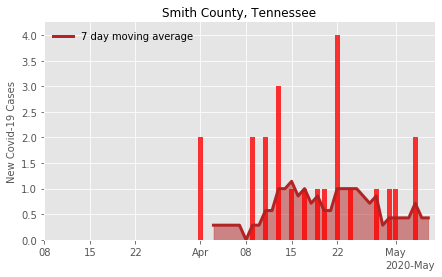 Smith County, Tennessee
7 day moving average
New Covid-19 Cases
4.0
3.5
3.0
2.5
2.0
1.5
1.0
0.5
0.0
08 15 22 Apr 08 15 22 May
2020-May